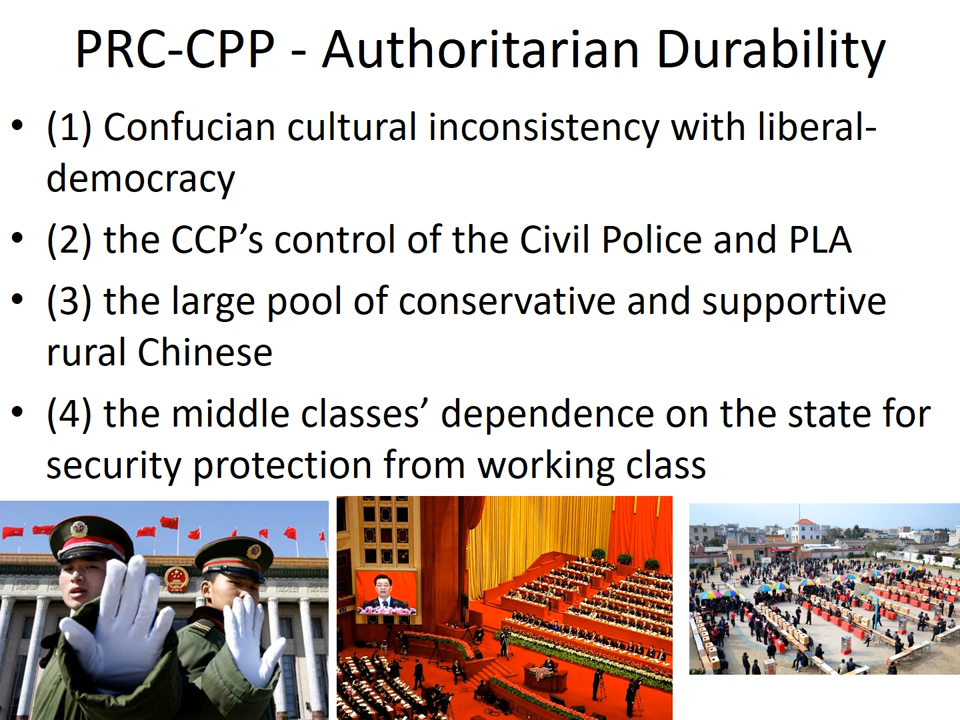 PRC-CPP - Authoritarian Durability
• (1) Confucian cultural inconsistency with liberal-
democracy
• (2) the CCP’s control of the Civil Police and PLA
• (3) the large pool of conservative and supportive
rural Chinese
• (4) the middle classes’ dependence on the state for
security protection from working class